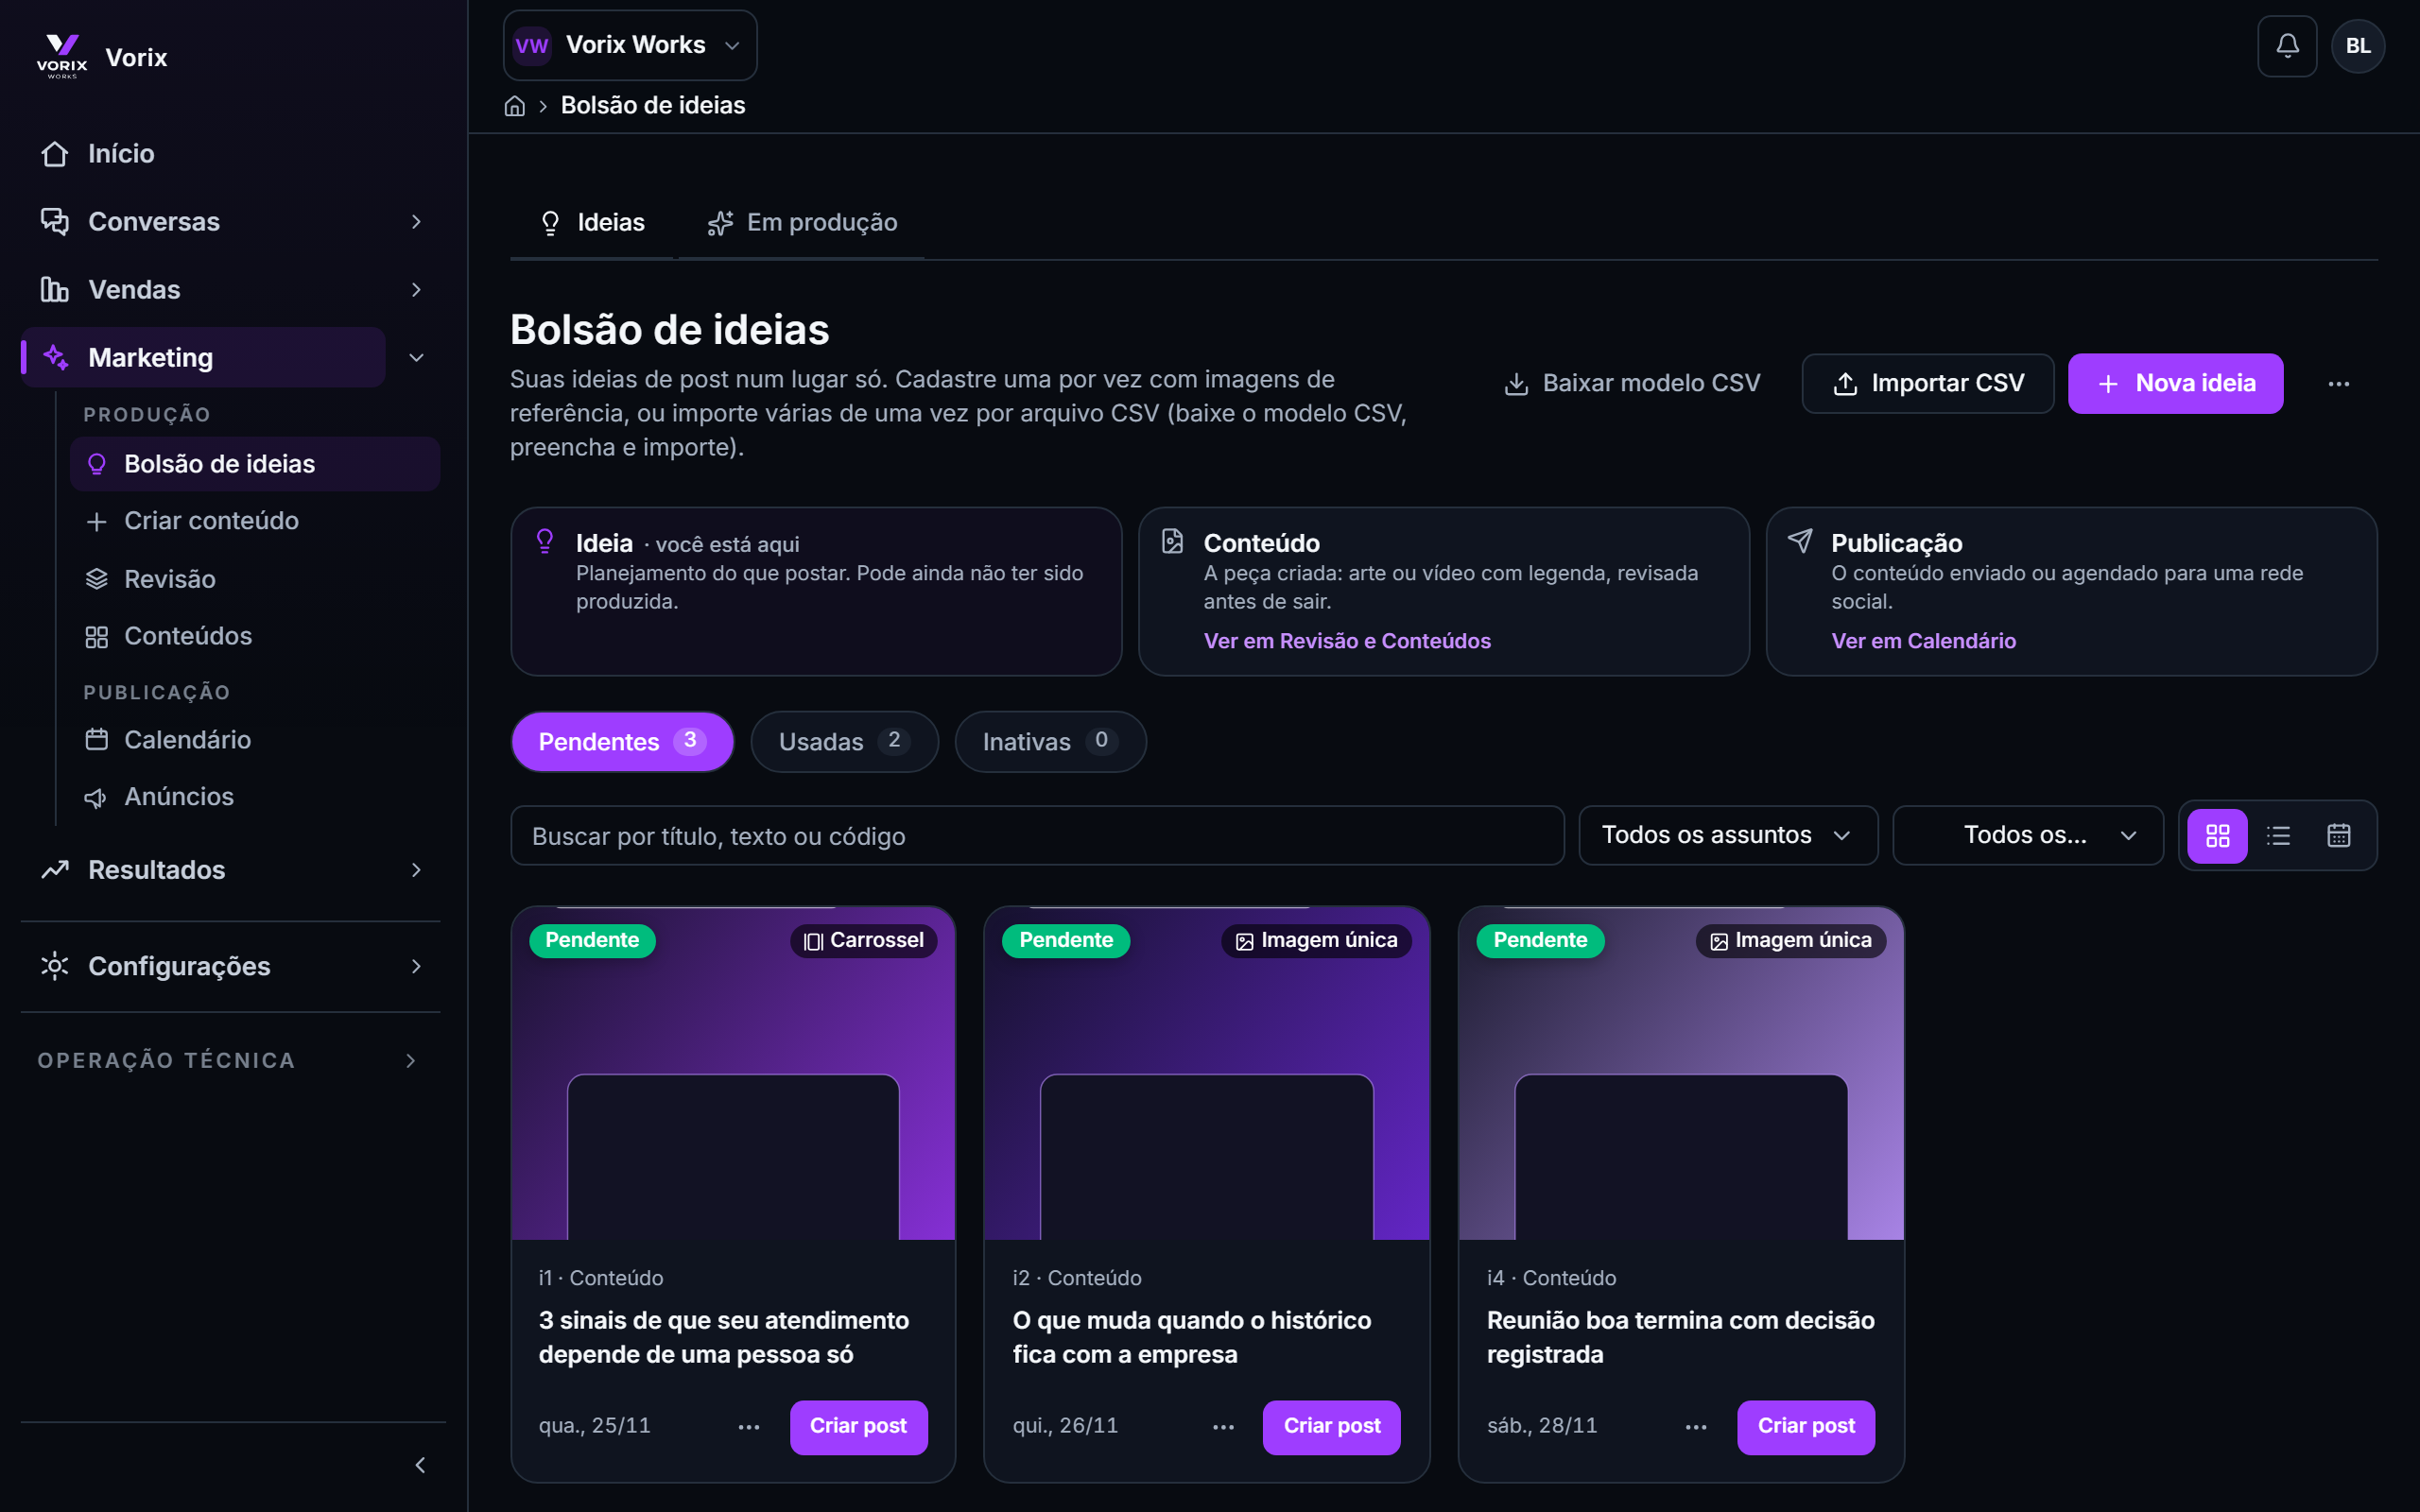 VORIX
WORKS
Vorix
Início
Conversas
Vendas
Marketing
PRODUÇÃO
Bolsão de ideias
Criar conteúdo
Revisão
Conteúdos
PUBLICAÇÃO
Calendário
Anúncios
Resultados
Configurações
OPERAÇÃO TÉCNICA
VW Vorix Works
BL
Bolsão de ideias
Ideias
Em produção
Bolsão de ideias
Suas ideias de post num lugar só. Cadastre uma por vez com imagens de
referência, ou importe várias de uma vez por arquivo CSV (baixe o modelo CSV,
preencha e importe).
Baixar modelo CSV
Importar CSV
Nova ideia
Ideia · você está aqui
Planejamento do que postar. Pode ainda não ter sido
produzida.
Conteúdo
A peça criada: arte ou vídeo com legenda, revisada
antes de sair.
Ver em Revisão e Conteúdos
Publicação
O conteúdo enviado ou agendado para uma rede
social.
Ver em Calendário
Pendentes 3
Usadas 2
Inativas 0
Buscar por título, texto ou código
Todos os assuntos
Todos os...
Pendente
Carrossel
i1 · Conteúdo
3 sinais de que seu atendimento
depende de uma pessoa só
qua., 25/11
Criar post
Pendente
Imagem única
i2 · Conteúdo
O que muda quando o histórico
fica com a empresa
qui., 26/11
Criar post
Pendente
Imagem única
i4 · Conteúdo
Reunião boa termina com decisão
registrada
sáb., 28/11
Criar post